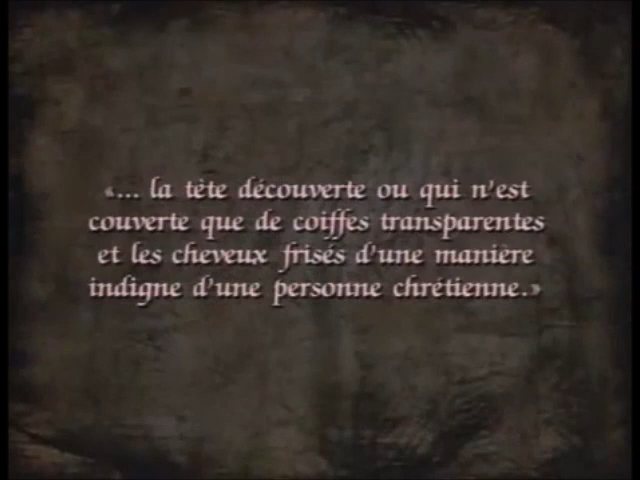 «... la tête découverte ou qui n'est
couverte que de coiffes transparentes
et les cheveux frisés d'une manière
indigne d'une personne chrétienne.»